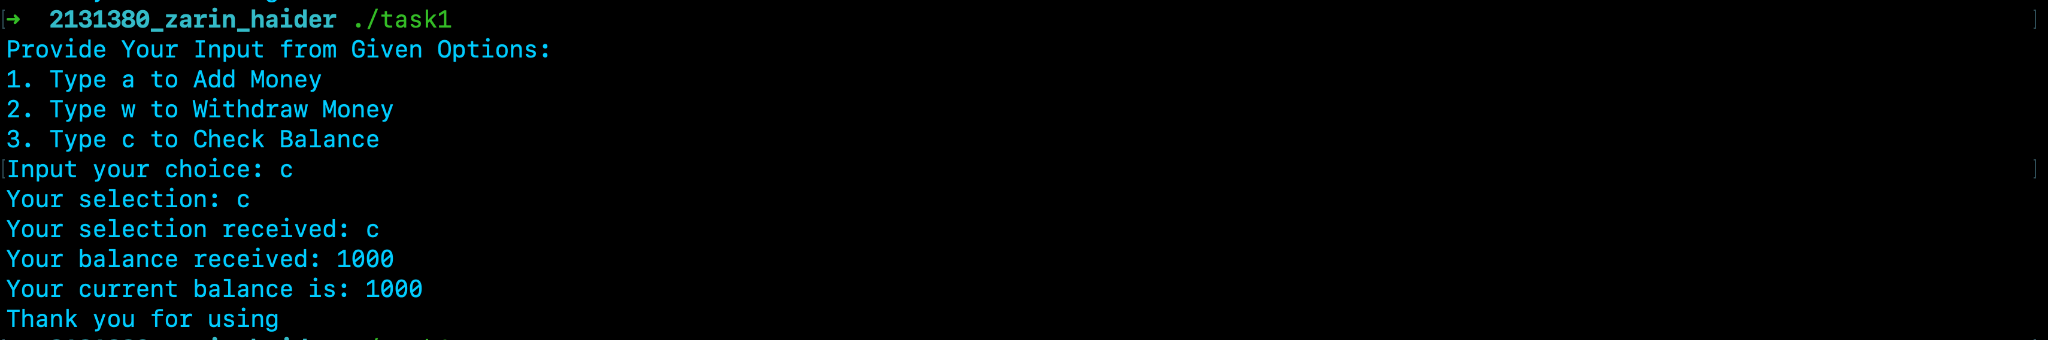 → 2131380_zarin_haider ./task1
Provide Your Input from Given Options:
1. Type a to Add Money
2. Type w to Withdraw Money
3. Type c to Check Balance
Input your choice: c
Your selection: c
Your selection received: c
Your balance received: 1000
Your current balance is: 1000
Thank you for using